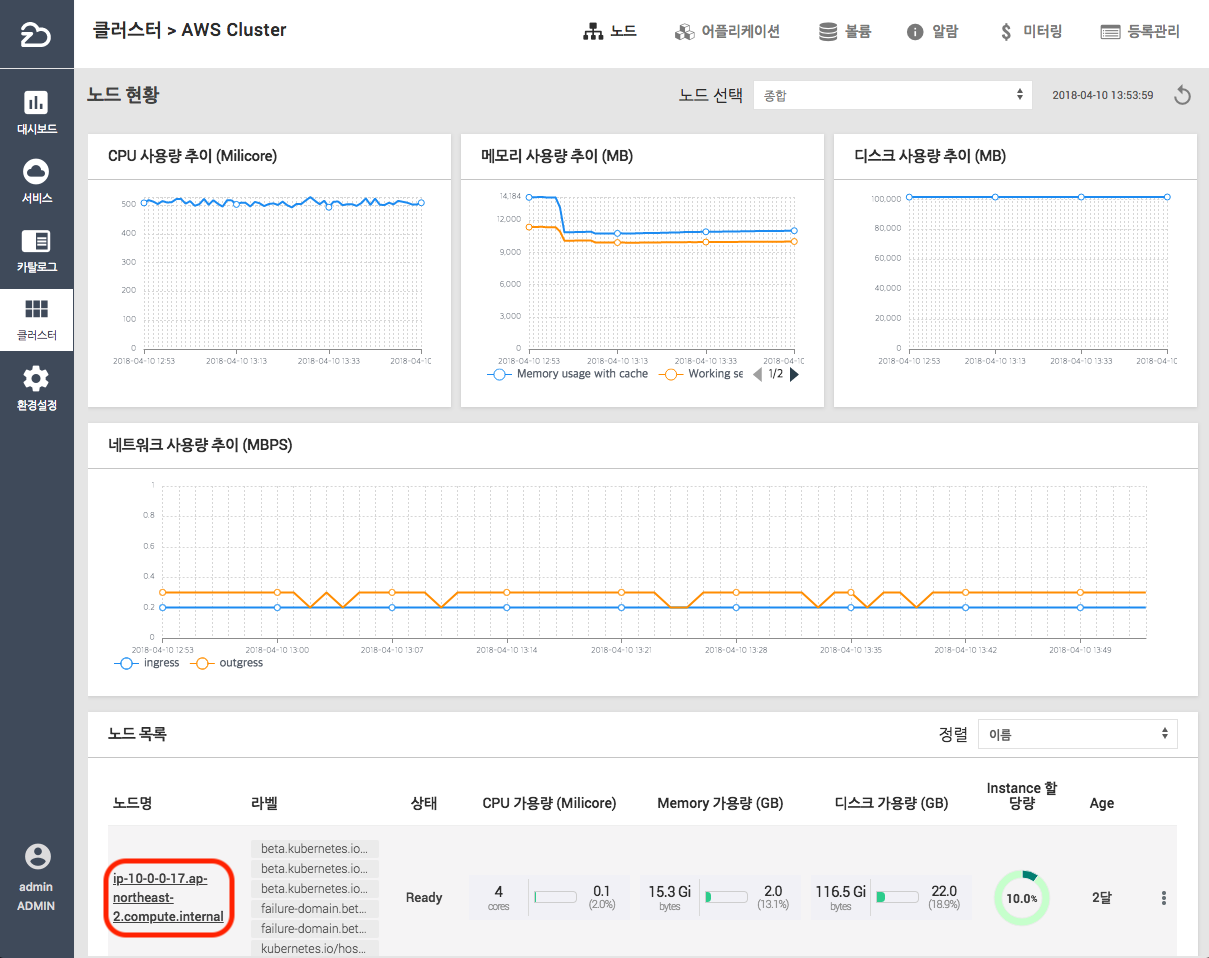 클러스터 > AWS Cluster
노드
어플리케이션
볼륨
알람
미터링
등록관리
대시보드
서비스
카탈로그
클러스터
환경설정
admin
ADMIN
노드 현황
노드 선택
종합
2018-04-10 13:53:59
CPU 사용량 추이 (Milicore)
500
400
300
200
100
0
2018-04-10 12:53
2018-04-10 13:13
2018-04-10 13:33
2018-04-10
메모리 사용량 추이 (MB)
14,184
12,000
9,000
6,000
3,000
0
2018-04-10 12:53
2018-04-10 13:13
2018-04-10 13:33
2018-04-10
Memory usage with cache
Working se
1/2
디스크 사용량 추이 (MB)
100,000
80,000
60,000
40,000
20,000
0
2018-04-10 12:53
2018-04-10 13:13
2018-04-10 13:33
2018-04-10
네트워크 사용량 추이 (MBPS)
1
0.8
0.6
0.4
0.2
0
2018-04-10 12:53
2018-04-10 13:00
2018-04-10 13:07
2018-04-10 13:14
2018-04-10 13:21
2018-04-10 13:28
2018-04-10 13:35
2018-04-10 13:42
2018-04-10 13:49
ingress
outgress
노드 목록
정렬
이름
노드명
라벨
상태
CPU 가용량 (Milicore)
Memory 가용량 (GB)
디스크 가용량 (GB)
Instance 할
당량
Age
ip-10-0-0-17.ap-
northeast-
2.compute.internal
beta.kubernetes.io...
beta.kubernetes.io...
beta.kubernetes.io...
failure-domain.bet...
failure-domain.bet...
kubernetes.io/hos...
Ready
4
cores
0.1
(2.0%)
15.3 Gi
bytes
2.0
(13.1%)
116.5 Gi
bytes
22.0
(18.9%)
10.0%
2달